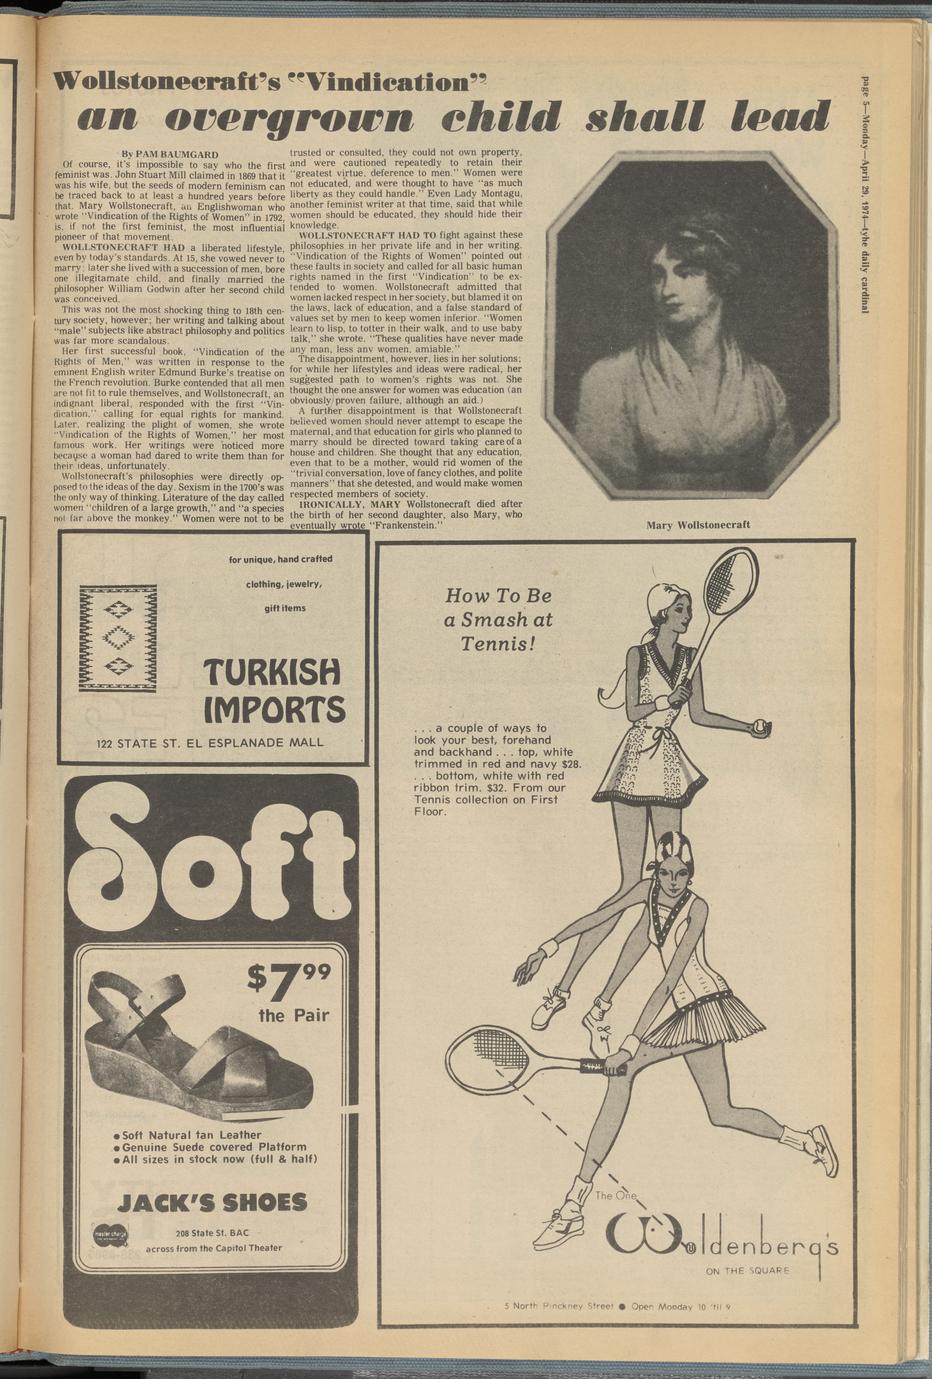 Wollstonecraft's "Vindication"
an overgrown child shall lead
page 5—Monday—April 29, 1974—tyhe daily cardinal
By PAM BAUMGARD
Of course, it's impossible to say who the first
feminist was. John Stuart Mill claimed in 1869 that it
was his wife, but the seeds of modern feminism can
be traced back to at least a hundred years before
that. Mary Wollstonecraft, an Englishwoman who
wrote "Vindication of the Rights of Women" in 1792,
is, if not the first feminist, the most influential
pioneer of that movement.
WOLLSTONECRAFT HAD a liberated lifestyle,
even by today's standards. At 15, she vowed never to
marry; later she lived with a succession of men, bore
one illegitamate child, and finally married the
philosopher William Godwin after her second child
was conceived.
This was not the most shocking thing to 18th cen-
tury society, however; her writing and talking about
"male" subjects like abstract philosophy and politics
was far more scandalous.
Her first successful book, "Vindication of the
Rights of Men," was written in response to the
eminent English writer Edmund Burke's treatise on
the French revolution. Burke contended that all men
are not fit to rule themselves, and Wollstonecraft, an
indignant liberal, responded with the first "Vin-
dication," calling for equal rights for mankind.
Later, realizing the plight of women, she wrote
"Vindication of the Rights of Women," her most
famous work. Her writings were noticed more
because a woman had dared to write them than for
their ideas, unfortunately.
Wollstonecraft's philosophies were directly op-
posed to the ideas of the day. Sexism in the 1700's was
the only way of thinking. Literature of the day called
women "children of a large growth," and "a species
not far above the monkey." Women were not to be
trusted or consulted, they could not own property,
and were cautioned repeatedly to retain their
"greatest virtue, deference to men." Women were
not educated, and were thought to have "as much
liberty as they could handle." Even Lady Montagu,
another feminist writer at that time, said that while
women should be educated, they should hide their
knowledge.
WOLLSTONECRAFT HAD TO fight against these
philosophies in her private life and in her writing.
"Vindication of the Rights of Women" pointed out
these faults in society and called for all basic human
rights named in the first "Vindication" to be ex-
tended to women. Wollstonecraft admitted that
women lacked respect in her society, but blamed it on
the laws, lack of education, and a false standard of
values set by men to keep women inferior. "Women
learn to lisp, to totter in their walk, and to use baby
talk," she wrote. "These qualities have never made
any man, less any women, amiable."
The disappointment, however, lies in her solutions;
for while her lifestyles and ideas were radical, her
suggested path to women's rights was not. She
thought the one answer for women was education (an
obviously proven failure, although an aid.)
A further disappointment is that Wollstonecraft
believed women should never attempt to escape the
maternal, and that education for girls who planned to
marry should be directed toward taking care of a
house and children. She thought that any education,
even that to be a mother, would rid women of the
"trivial conversation, love of fancy clothes, and polite
manners" that she detested, and would make women
respected members of society.
IRONICALLY, MARY Wollstonecraft died after
the birth of her second daughter, also Mary, who
eventually wrote "Frankenstein."
Mary Wollstonecraft
for unique, hand crafted
clothing, jewelry,
gift items
TURKISH
IMPORTS
122 STATE ST. EL ESPLANADE MALL
Soft
$7.99
the Pair
• Soft Natural tan Leather
• Genuine Suede covered Platform
• All sizes in stock now (full & half)
JACK'S SHOES
master charge
208 State St. BAC
across from the Capitol Theater
How To Be
a Smash at
Tennis!
. . . a couple of ways to
look your best, forehand
and backhand . . . top, white
trimmed in red and navy $28.
. . . bottom, white with red
ribbon trim. $32. From our
Tennis collection on First
Floor.
The One
Woldenberg's
ON THE SQUARE
5 North Pinckney Street • Open Monday 10 'til 9